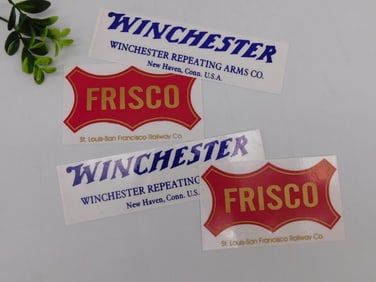 WINCHESTER
WINCHESTER REPEATING ARMS CO.
New Haven, Conn. U.S.A.
FRISCO
St. Louis-San Francisco Railway Co.
WINCHESTER
WINCHESTER REPEATING
New Haven, Conn. U.S.
FRISCO
St. Louis-San Francisco Railway Co.